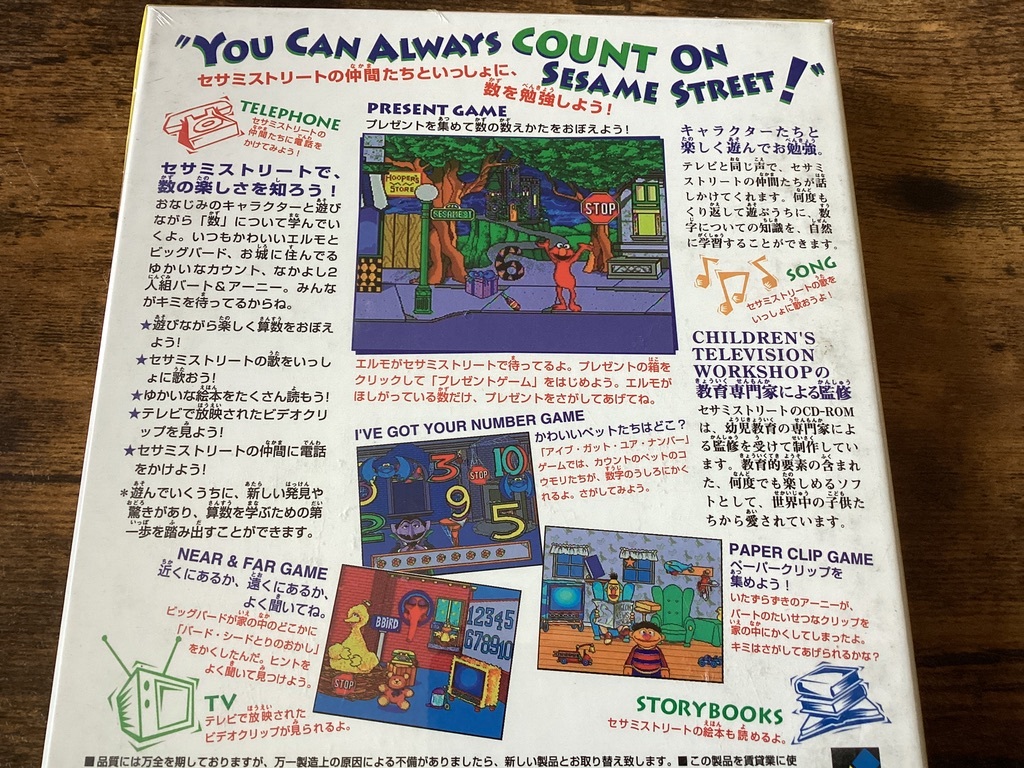 "YOU CAN ALWAYS COUNT ON
SESAME STREET!"
セサミストリートの仲間たちといっしょに、
数を勉強しよう!
TELEPHONE
セサミストリートの
仲間たちに電話を
かけてみよう!
セサミストリートで、
数の楽しさを知ろう!
おなじみのキャラクターと遊び
ながら「数」について学んでい
くよ。いつもかわいいエルモと
ビッグバード、お城に住んでる
ゆかいなカウント、なかよし2
人組バート&アーニー。みんな
がキミを待ってるからね。
★遊びながら楽しく算数をおぼえ
よう!
★セサミストリートの歌をいっし
ょに歌おう!
★ゆかいな絵本をたくさん読もう!
★テレビで放映されたビデオクリ
ップを見よう!
★セサミストリートの仲間に電話
をかけよう!
*遊んでいくうちに、新しい発見や
驚きがあり、算数を学ぶための第
一歩を踏み出すことができます。
PRESENT GAME
プレゼントを集めて数の数えかたをおぼえよう!
HOOPER'S
STORE
SESAME ST
STOP
6
エルモがセサミストリートで待ってるよ。プレゼントの箱を
クリックして「プレゼントゲーム」をはじめよう。エルモが
ほしがっている数だけ、プレゼントをさがしてあげてね。
キャラクターたちと
楽しく遊んでお勉強。
テレビと同じ声で、セサミ
ストリートの仲間たちが話
しかけてくれます。何度も
くり返して遊ぶうちに、数
字についての知識を、自然
に学習することができます。
SONG
セサミストリートの歌を
いっしょに歌おうよ!
CHILDREN'S
TELEVISION
WORKSHOPの
教育専門家による監修
セサミストリートのCD-ROM
は、幼児教育の専門家によ
る監修を受けて制作してい
ます。教育的要素の含まれ
た、何度でも楽しめるソフ
トとして、世界中の子供た
ちから愛されています。
I'VE GOT YOUR NUMBER GAME
かわいいペットたちはどこ?
「アイブ・ガット・ユア・ナンバー」
ゲームでは、カウントのペットのコ
ウモリたちが、数字のうしろにかく
れるよ。さがしてみよう。
3
10
STOP
9
2
5
NEAR & FAR GAME
近くにあるか、遠くにあるか、
よく聞いてね。
ビッグバードが家の中のどこかに
「バード・シードとりのおかし」
をかくしたんだ。ヒントを
よく聞いて見つけよう。
BBIRD
12345
678910
STOP
PAPER CLIP GAME
ペーパークリップを
集めよう!
いたずらずきのアーニーが、
バートのたいせつなクリップを
家の中にかくしてしまったよ。
キミはさがしてあげられるかな?
TV
テレビで放映された
ビデオクリップが見られるよ。
STORYBOOKS
セサミストリートの絵本も読めるよ。
■品質には万全を期しておりますが、万一製造上の原因による不備がありましたら、新しい製品とお取り替え致します。■この製品を賃貸業に使